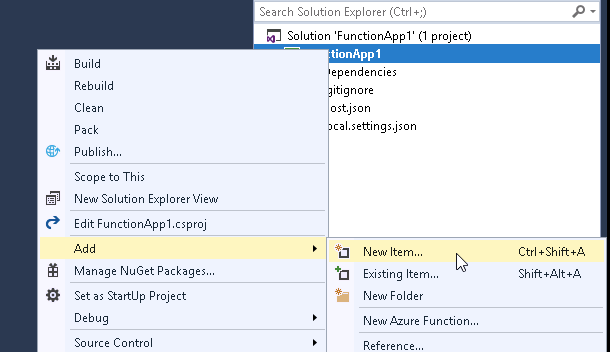 Search Solution Explorer (Ctrl+;)
Solution 'FunctionApp1' (1 project)
ctionApp1
Dependencies
gitignore
ost.json
ocal.settings.json
Build
Rebuild
Clean
Pack
Publish...
Scope to This
New Solution Explorer View
Edit FunctionApp1.csproj
Add
Manage NuGet Packages...
Set as StartUp Project
Debug
Source Control
New Item... Ctrl+Shift+A
Existing Item... Shift+Alt+A
New Folder
New Azure Function...
Reference...